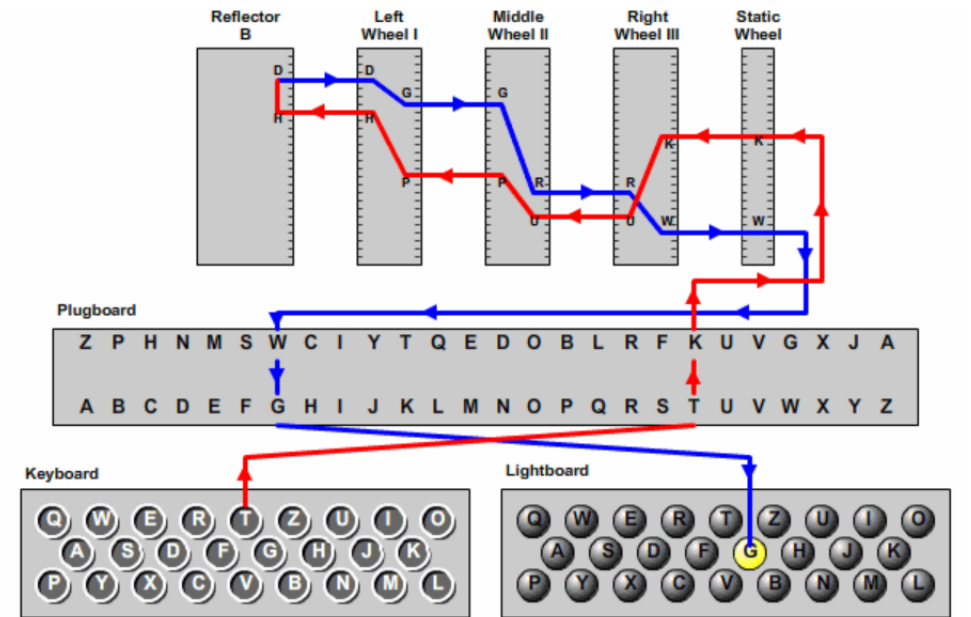 Reflector B
Left Wheel I
Middle Wheel II
Right Wheel III
Static Wheel
D D
G G
H H
K K
P P
R R
U U
W W
Plugboard
Z P H N M S W C I Y T Q E D O B L R F K U V G X J A
A B C D E F G H I J K L M N O P Q R S T U V W X Y Z
Keyboard
Q W E R T Z U I O
A S D F G H J K
P Y X C V B N M L
Lightboard
Q W E R T Z U I O
A S D F G H J K
P Y X C V B N M L